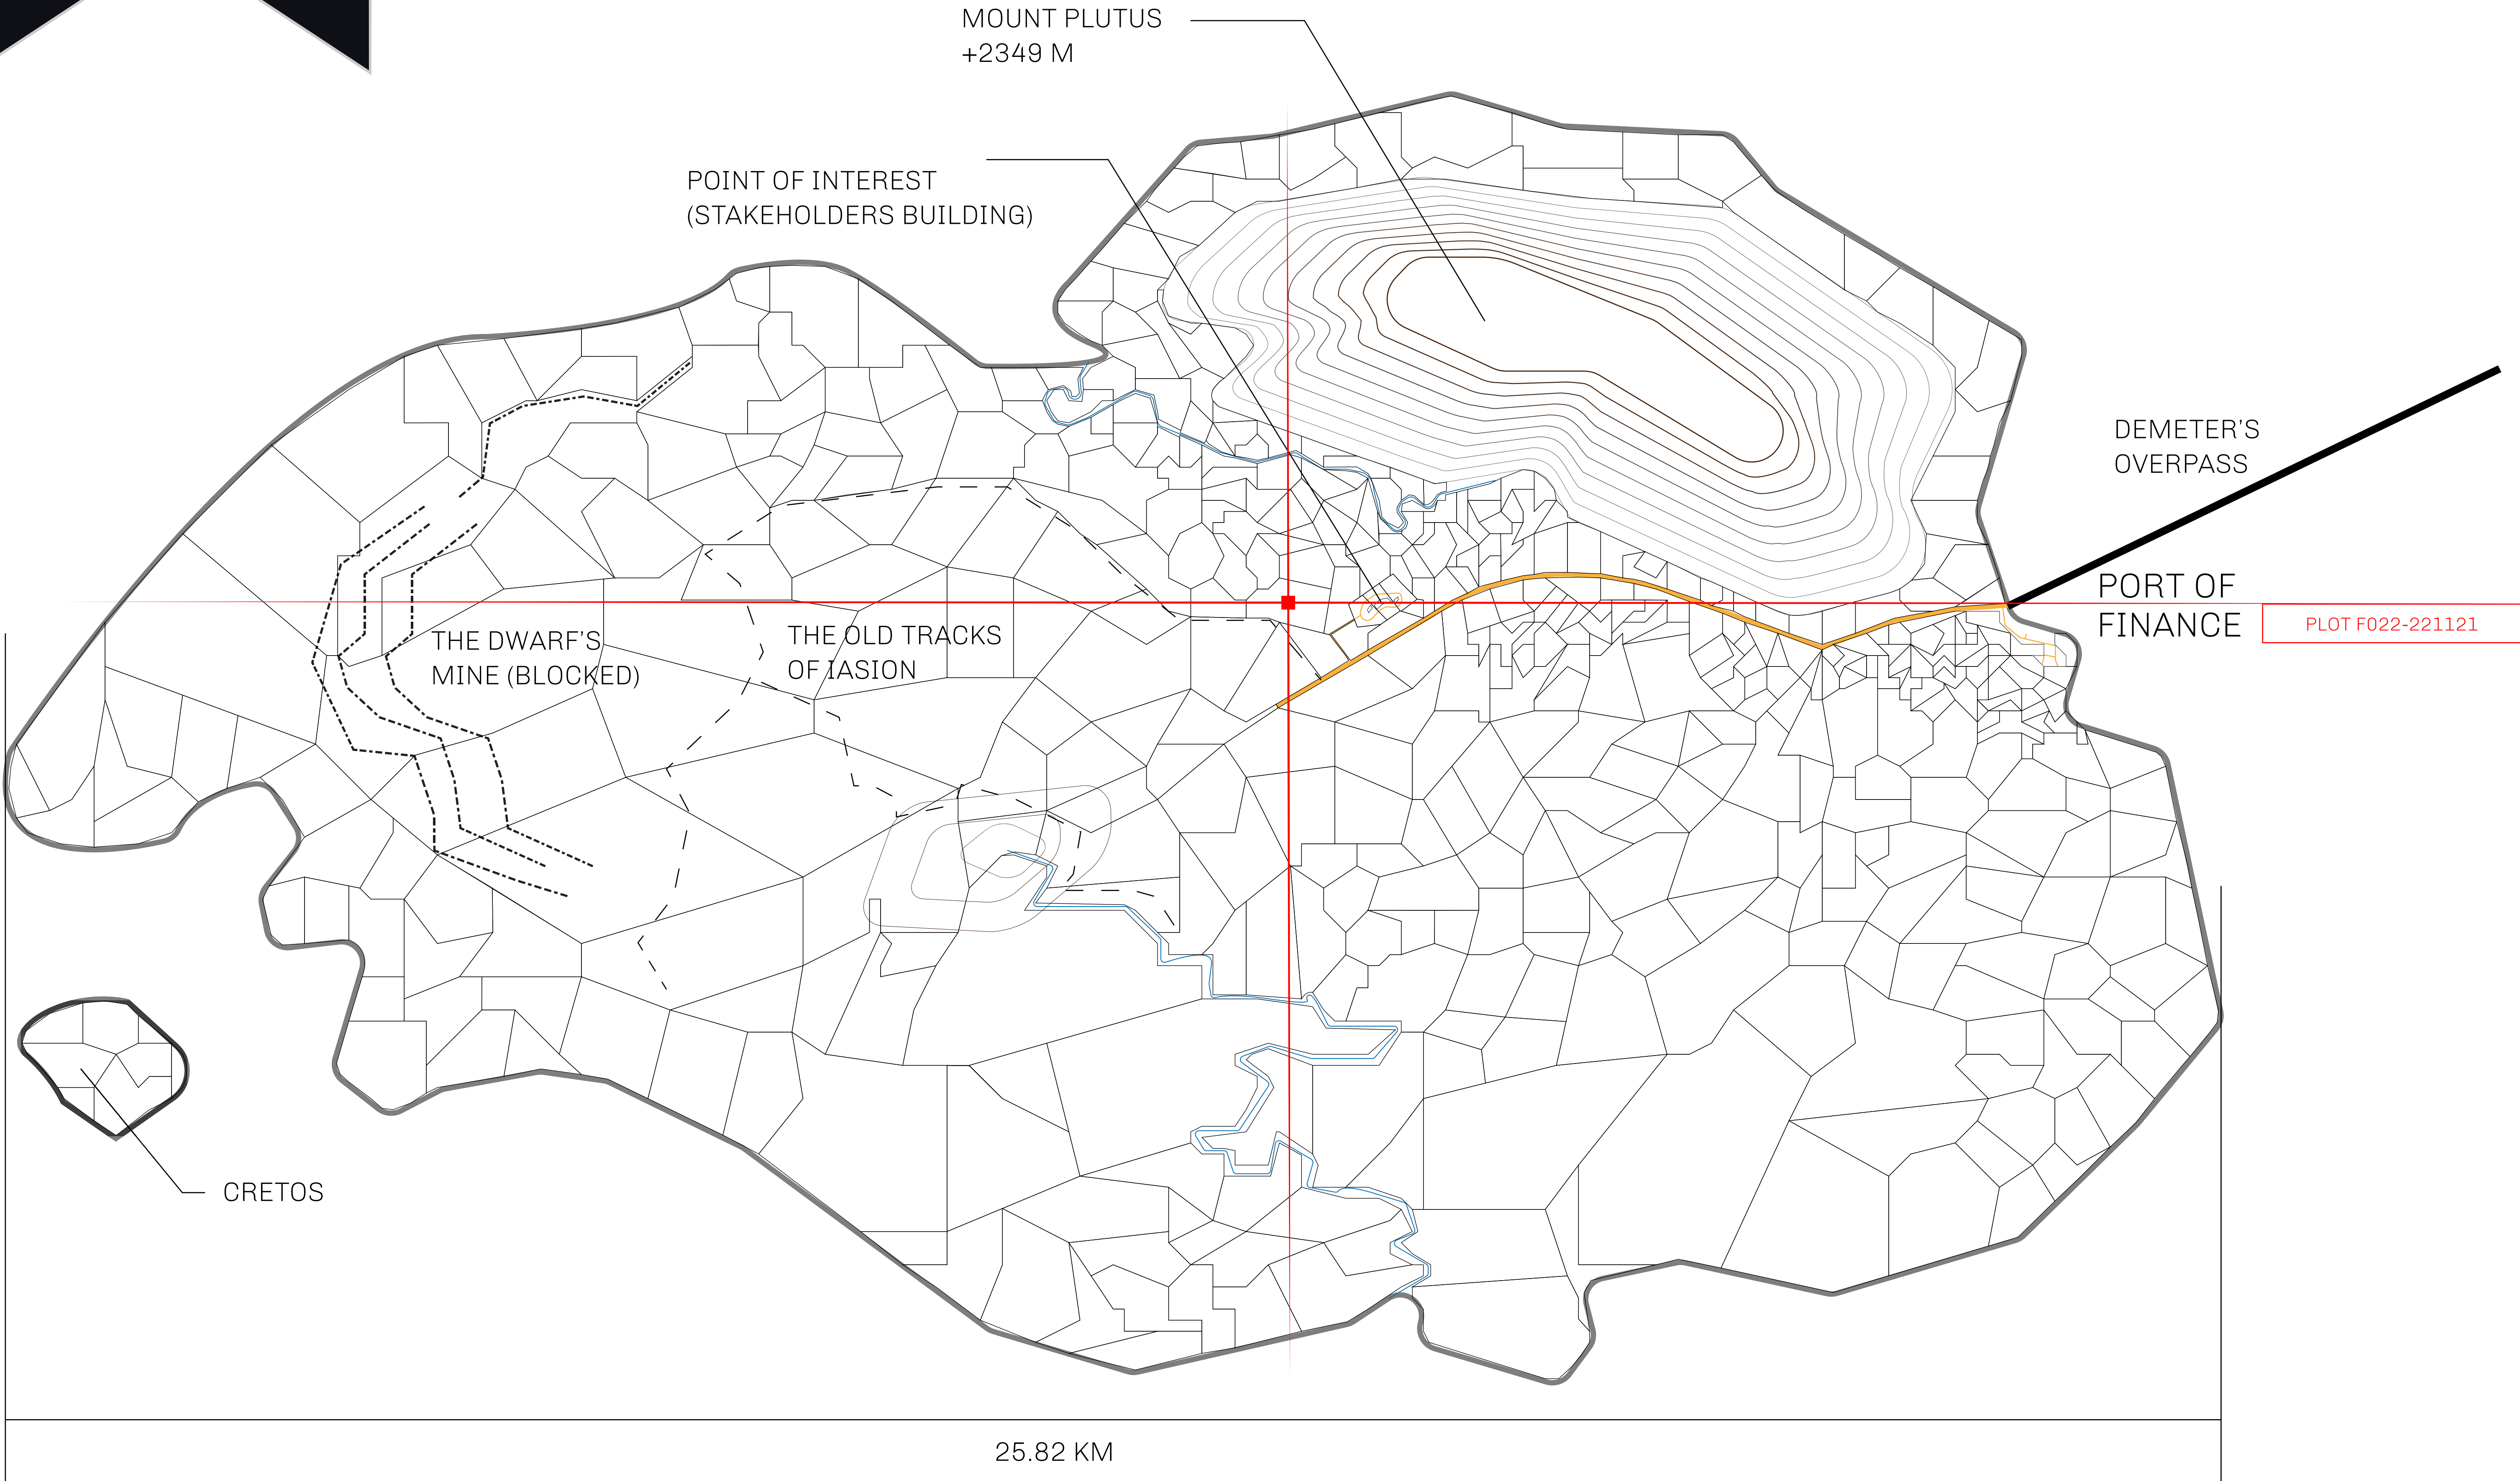 MOUNT PLUTUS
+2349 M
POINT OF INTEREST
(STAKEHOLDERS BUILDING)
DEMETER'S
OVERPASS
PORT OF
FINANCE
PLOT F022-221121
THE DWARF'S
MINE (BLOCKED)
THE OLD TRACKS
OF IASION
CRETOS
25.82 KM